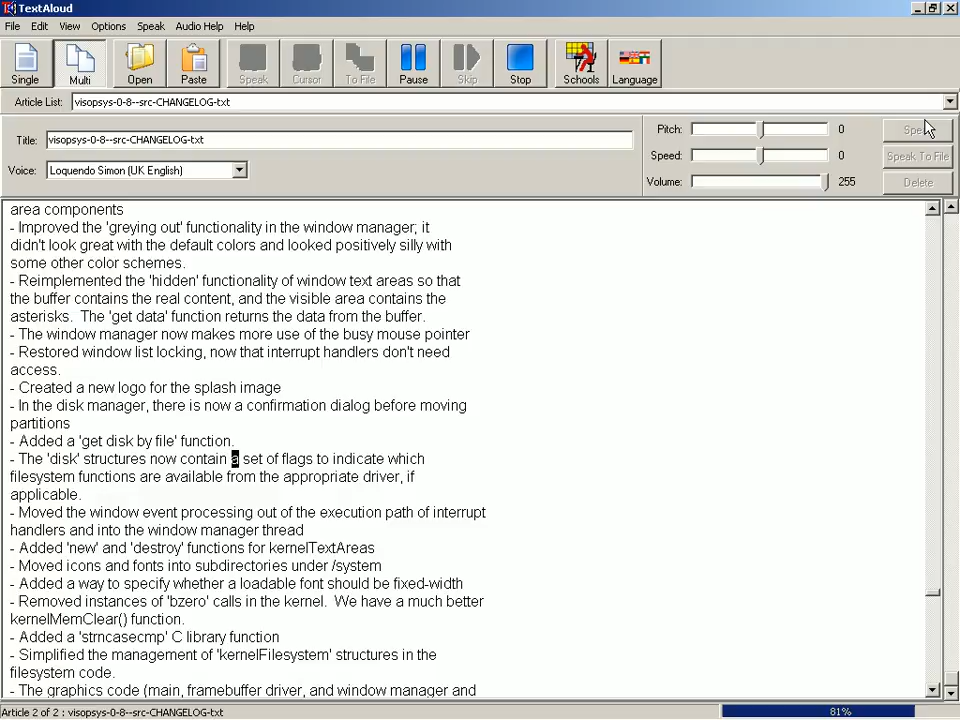 TextAloud
File Edit View Options Speak Audio Help Help
Single Multi Open Paste Speak Cursor To File Pause Skip Stop Schools Language
Article List: visopsys-0-8--src-CHANGELOG-txt
Title: visopsys-0-8--src-CHANGELOG-txt
Voice: Loquendo Simon (UK English)
Pitch: 0
Speed: 0 Speak To File
Volume: 255 Delete
area components
- Improved the 'greying out' functionality in the window manager; it
didn't look great with the default colors and looked positively silly with
some other color schemes.
- Reimplemented the 'hidden' functionality of window text areas so that
the buffer contains the real content, and the visible area contains the
asterisks.  The 'get data' function returns the data from the buffer.
- The window manager now makes more use of the busy mouse pointer
- Restored window list locking, now that interrupt handlers don't need
access.
- Created a new logo for the splash image
- In the disk manager, there is now a confirmation dialog before moving
partitions
- Added a 'get disk by file' function.
- The 'disk' structures now contain a set of flags to indicate which
filesystem functions are available from the appropriate driver, if
applicable.
- Moved the window event processing out of the execution path of interrupt
handlers and into the window manager thread
- Added 'new' and 'destroy' functions for kernelTextAreas
- Moved icons and fonts into subdirectories under /system
- Added a way to specify whether a loadable font should be fixed-width
- Removed instances of 'bzero' calls in the kernel.  We have a much better
kernelMemClear() function.
- Added a 'strncasecmp' C library function
- Simplified the management of 'kernelFilesystem' structures in the
filesystem code.
- The graphics code (main, framebuffer driver, and window manager and
Article 2 of 2 : visopsys-0-8--src-CHANGELOG-txt 81%